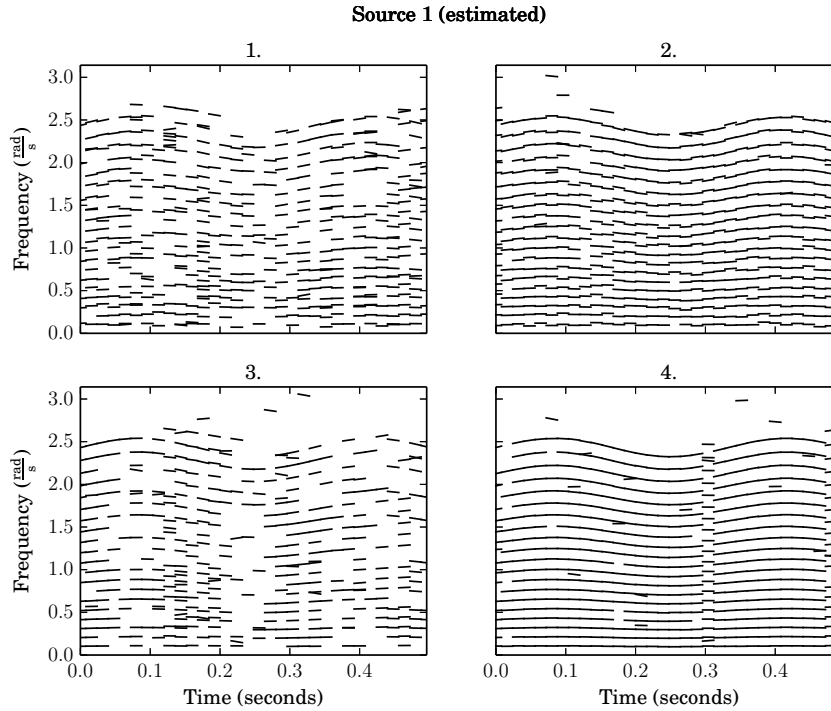 Source 1 (estimated)
1.
2.
3.0
2.5
2.0
1.5
1.0
0.5
0.0
Frequency (rad/s)
3.
4.
3.0
2.5
2.0
1.5
1.0
0.5
0.0
Frequency (rad/s)
0.0 0.1 0.2 0.3 0.4
0.0 0.1 0.2 0.3 0.4
Time (seconds)
Time (seconds)